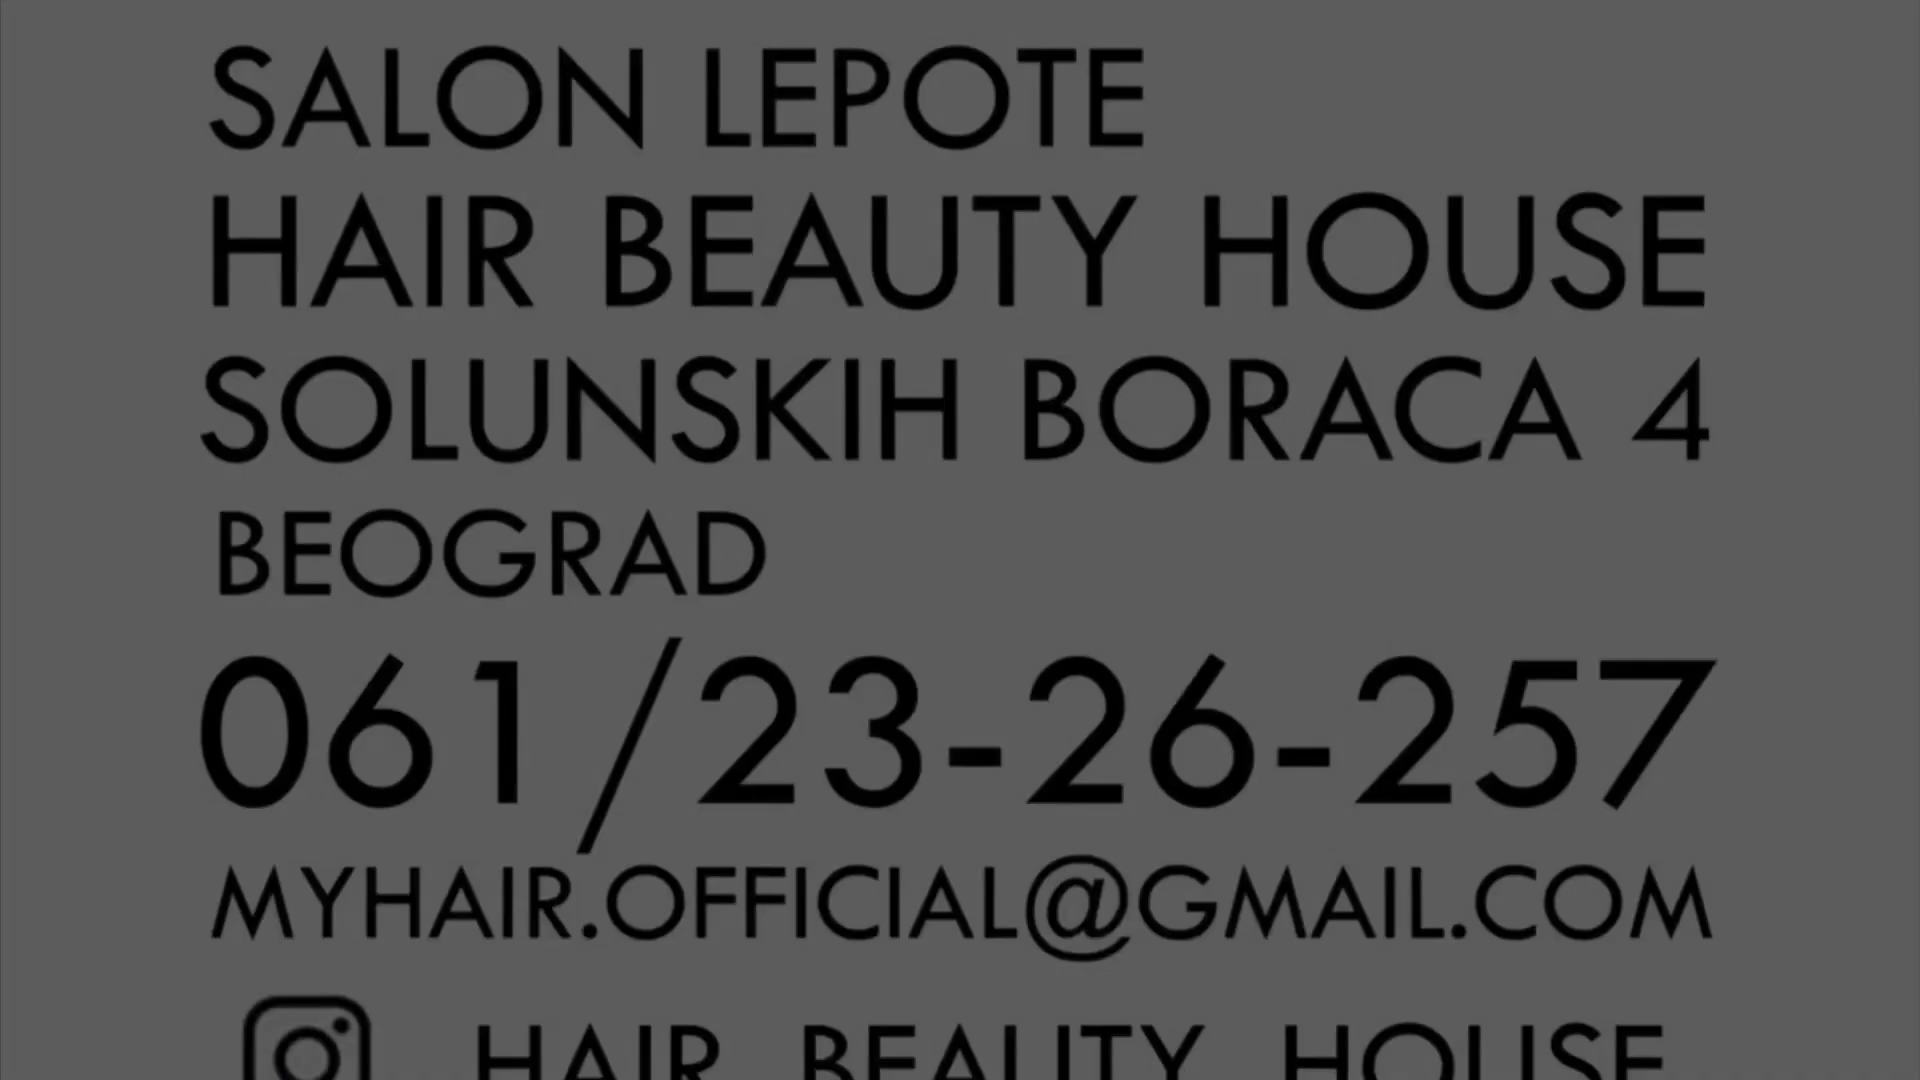 SALON LEPOTE
HAIR BEAUTY HOUSE
SOLUNSKIH BORACA 4
BEOGRAD
061/23-26-257
MYHAIR.OFFICIAL@GMAIL.COM
HAIR BEAUTY HOUSE